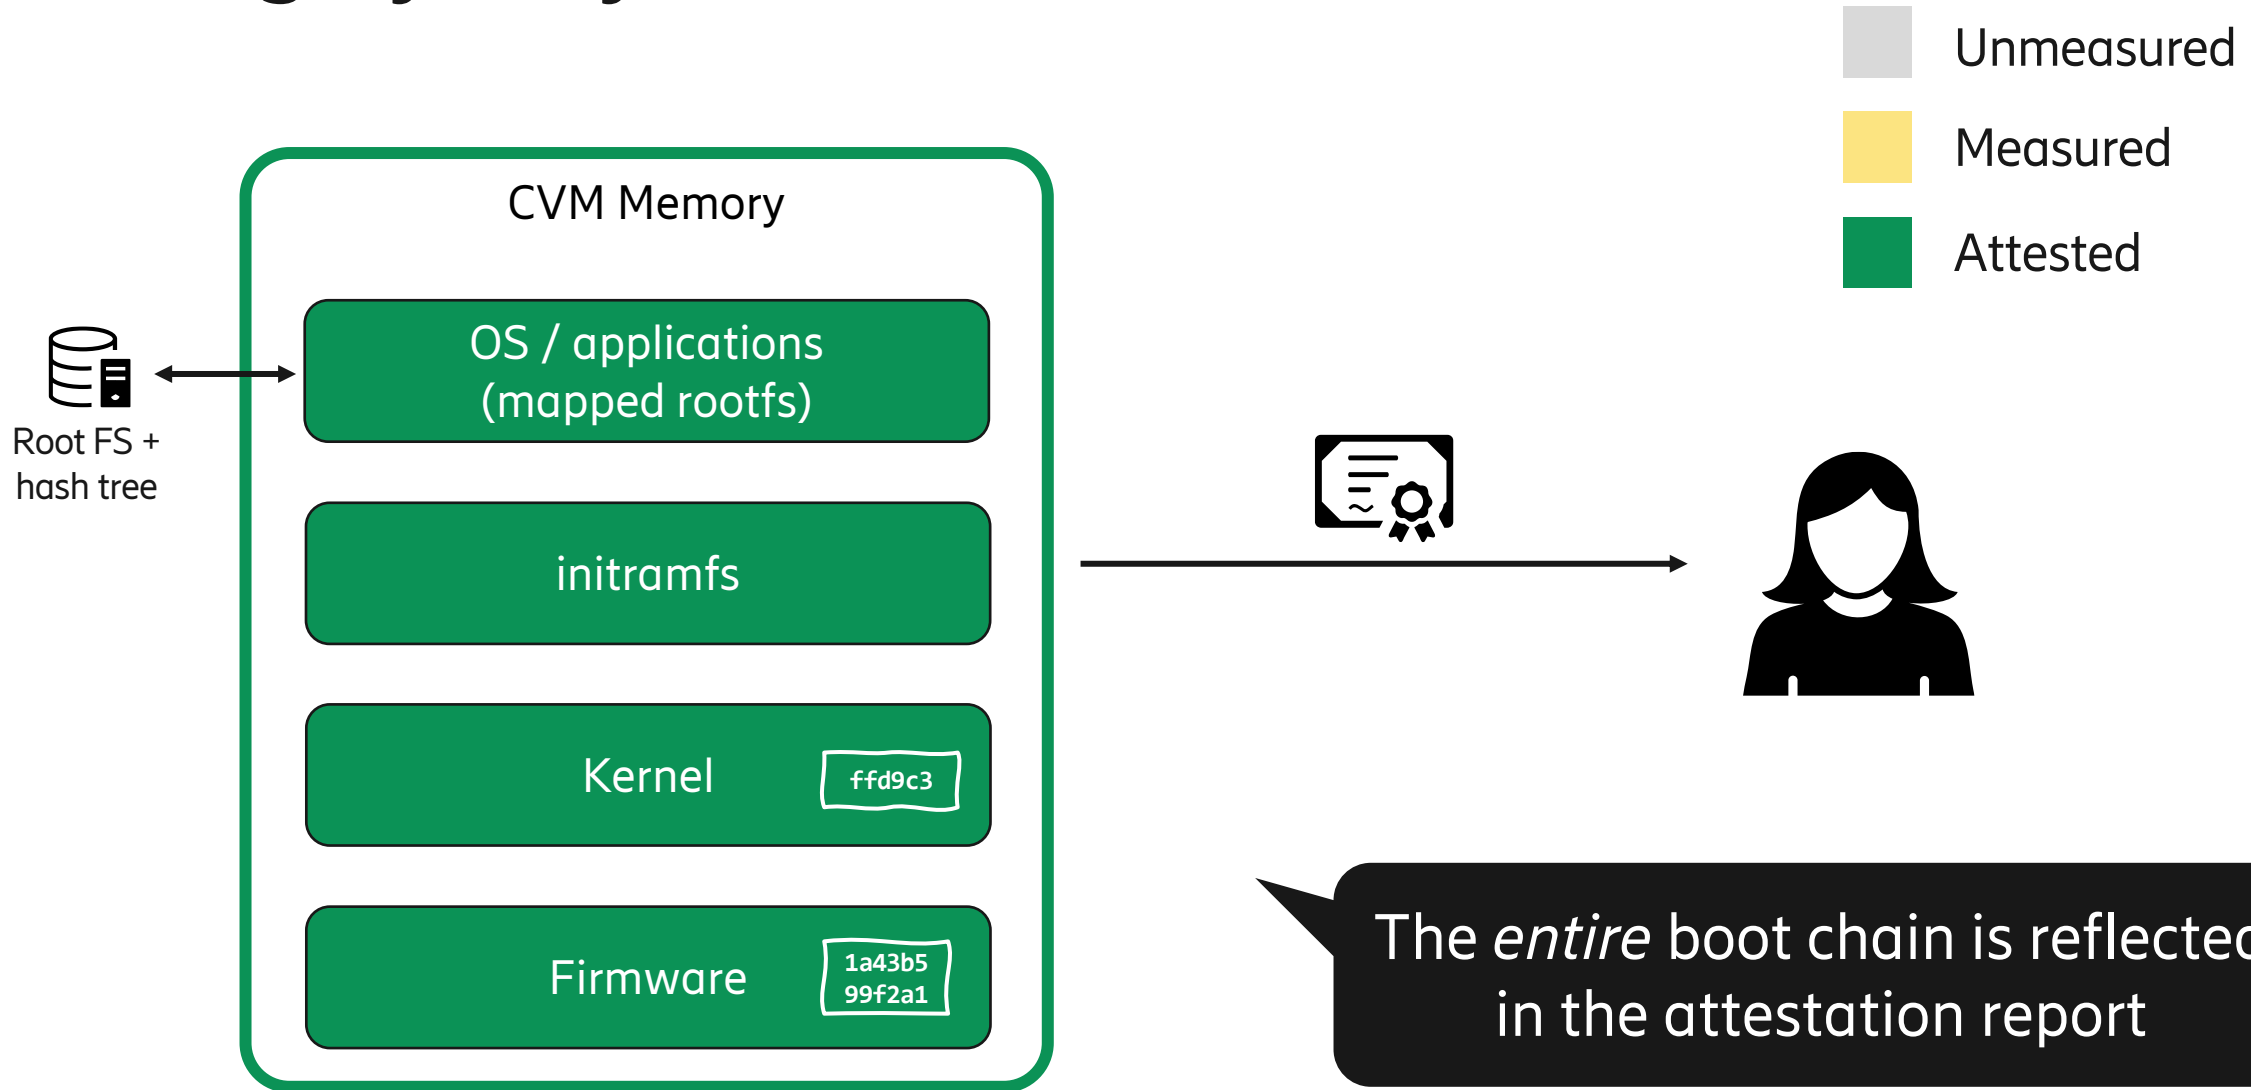 Unmeasured
Measured
Attested
CVM Memory
OS / applications
(mapped rootfs)
Root FS +
hash tree
initramfs
Kernel
ffd9c3
Firmware
1a43b5
99f2a1
The entire boot chain is reflected
in the attestation report